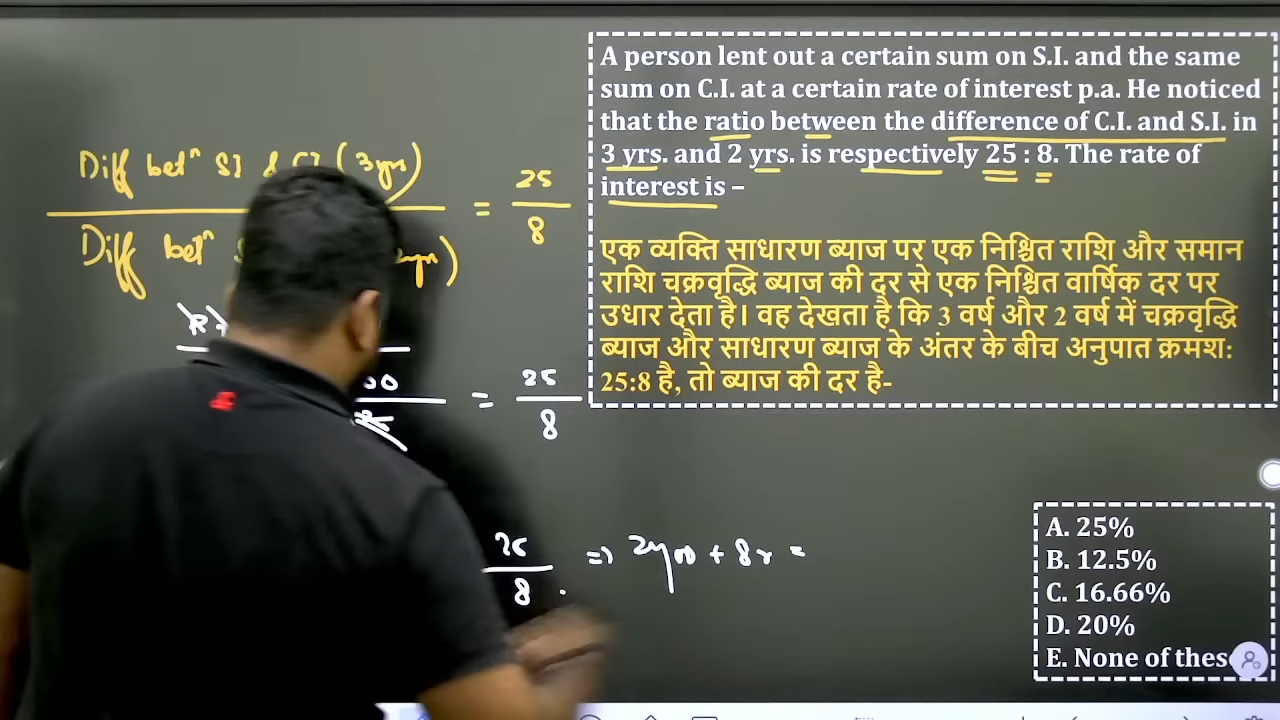 A person lent out a certain sum on S.I. and the same
sum on C.I. at a certain rate of interest p.a. He noticed
that the ratio between the difference of C.I. and S.I. in
3 yrs. and 2 yrs. is respectively 25 : 8. The rate of
interest is –
एक व्यक्ति साधारण ब्याज पर एक निश्चित राशि और समान
राशि चक्रवृद्धि ब्याज की दर से एक निश्चित वार्षिक दर पर
उधार देता है। वह देखता है कि 3 वर्ष और 2 वर्ष में चक्रवृद्धि
ब्याज और साधारण ब्याज के अंतर के बीच अनुपात क्रमश:
25:8 है, तो ब्याज की दर है-
Diff betⁿ SI & CI (3yrs)
= 25
8
Diff betⁿ
= 25
8
25
8
=> 2400 + 8r =
A. 25%
B. 12.5%
C. 16.66%
D. 20%
E. None of thes